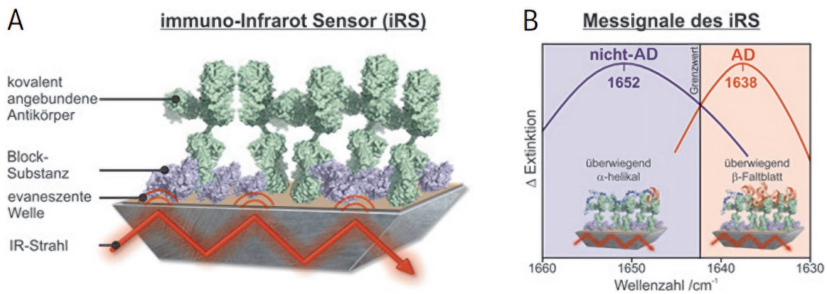 A
immuno-Infrarot Sensor (iRS)
kovalent
angebundene
Antikörper
Block-
Substanz
evaneszente
Welle
IR-Strahl
B
Messignale des iRS
nicht-AD
1652
Grenzwert
AD
1638
Δ Extinktion
überwiegend
α-helikal
überwiegend
β-Faltblatt
1660
1650
1640
1630
Wellenzahl /cm⁻¹